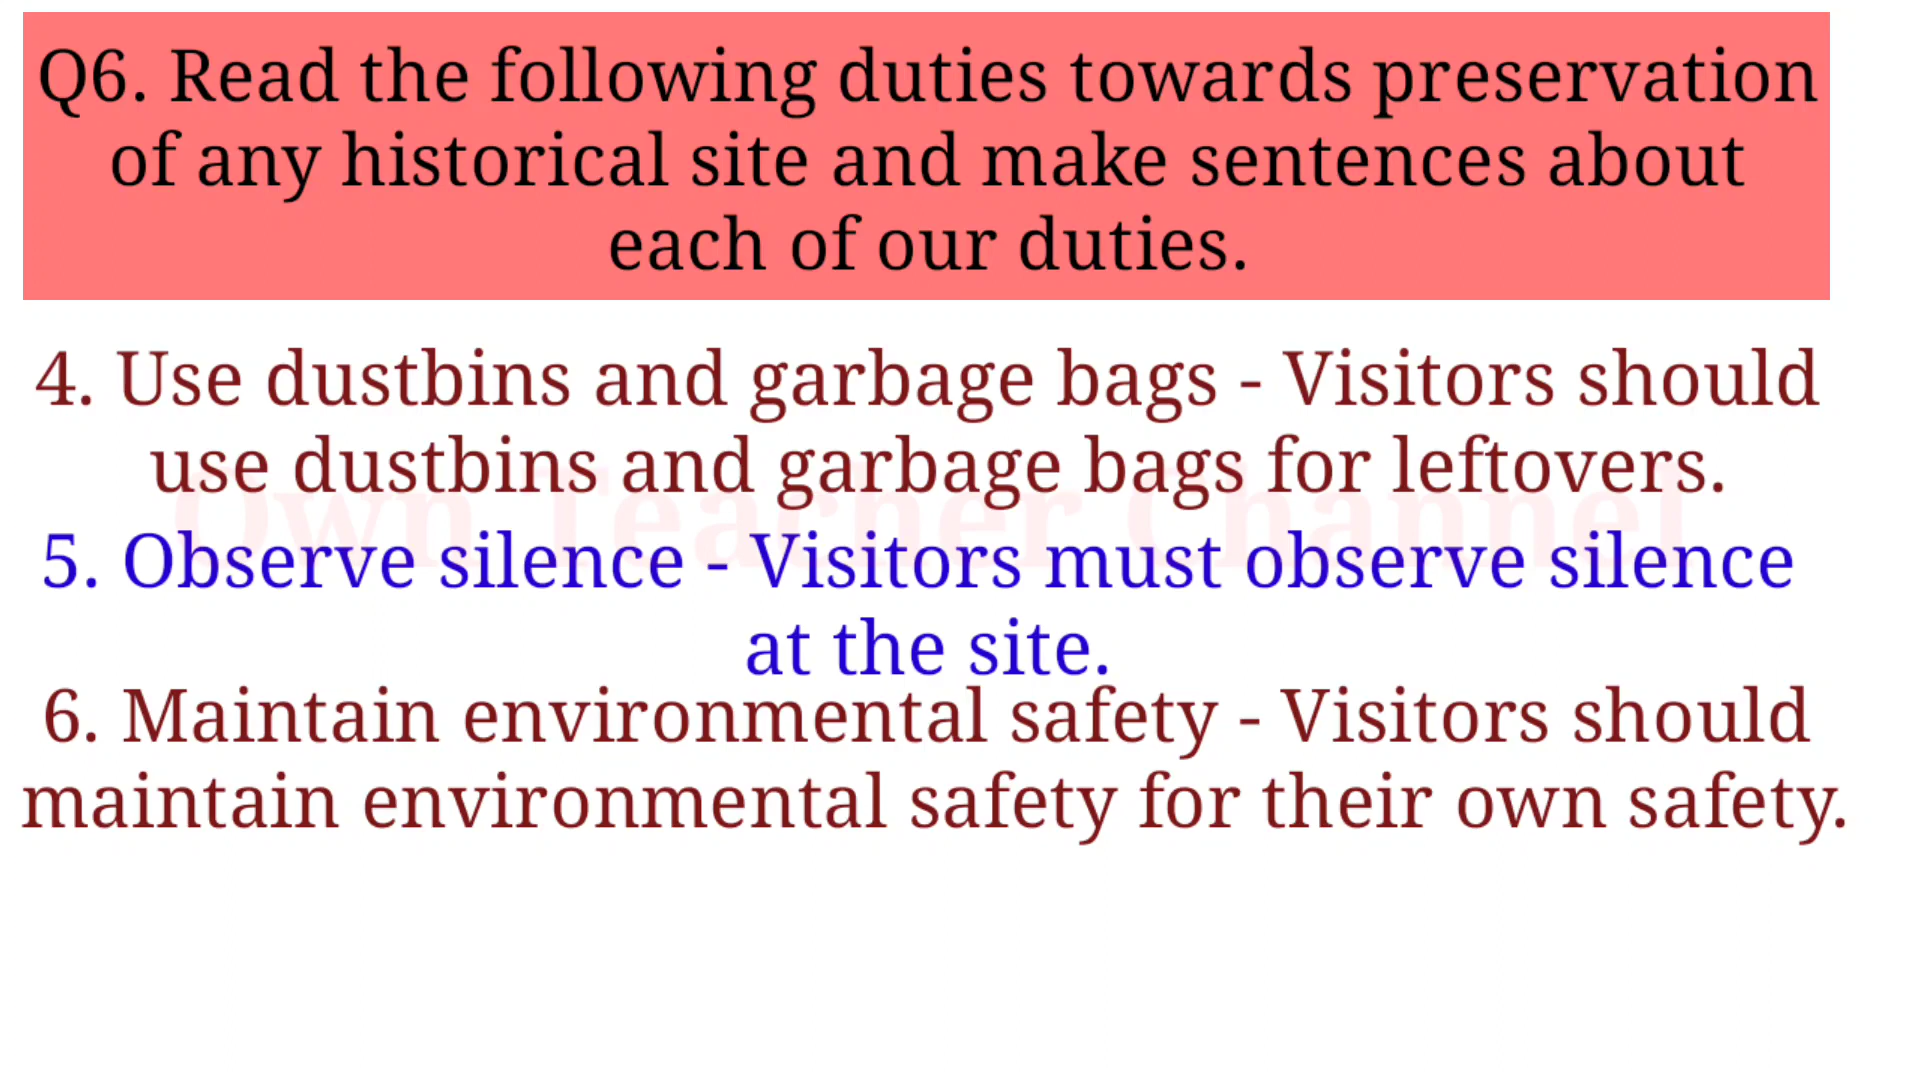 Q6. Read the following duties towards preservation
of any historical site and make sentences about
each of our duties.
4. Use dustbins and garbage bags - Visitors should
use dustbins and garbage bags for leftovers.
Own Teacher Channel
5. Observe silence - Visitors must observe silence
at the site.
6. Maintain environmental safety - Visitors should
maintain environmental safety for their own safety.